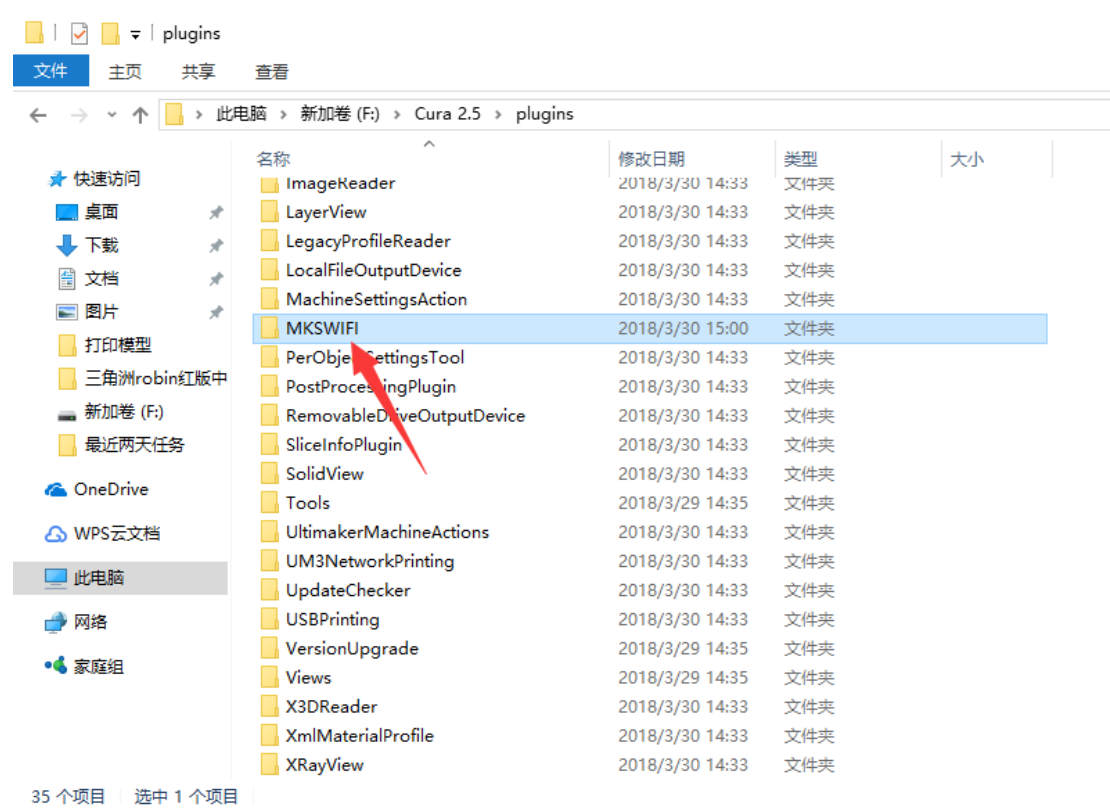 plugins
文件 主页 共享 查看
此电脑 新加卷 (F:) Cura 2.5 plugins
名称 修改日期 类型 大小
快速访问
桌面
下载
文档
图片
打印模型
三角洲robin红版中
新加卷 (F:)
最近两天任务
OneDrive
WPS云文档
此电脑
网络
家庭组
ImageReader 2018/3/30 14:33 文件夹
LayerView 2018/3/30 14:33 文件夹
LegacyProfileReader 2018/3/30 14:33 文件夹
LocalFileOutputDevice 2018/3/30 14:33 文件夹
MachineSettingsAction 2018/3/30 14:33 文件夹
MKSWIFI 2018/3/30 15:00 文件夹
PerObjectSettingsTool 2018/3/30 14:33 文件夹
PostProcessingPlugin 2018/3/30 14:33 文件夹
RemovableDriveOutputDevice 2018/3/30 14:33 文件夹
SliceInfoPlugin 2018/3/30 14:33 文件夹
SolidView 2018/3/30 14:33 文件夹
Tools 2018/3/29 14:35 文件夹
UltimakerMachineActions 2018/3/30 14:33 文件夹
UM3NetworkPrinting 2018/3/30 14:33 文件夹
UpdateChecker 2018/3/30 14:33 文件夹
USBPrinting 2018/3/30 14:33 文件夹
VersionUpgrade 2018/3/29 14:35 文件夹
Views 2018/3/29 14:35 文件夹
X3DReader 2018/3/30 14:33 文件夹
XmlMaterialProfile 2018/3/30 14:33 文件夹
XRayView 2018/3/30 14:33 文件夹
35 个项目 选中 1 个项目